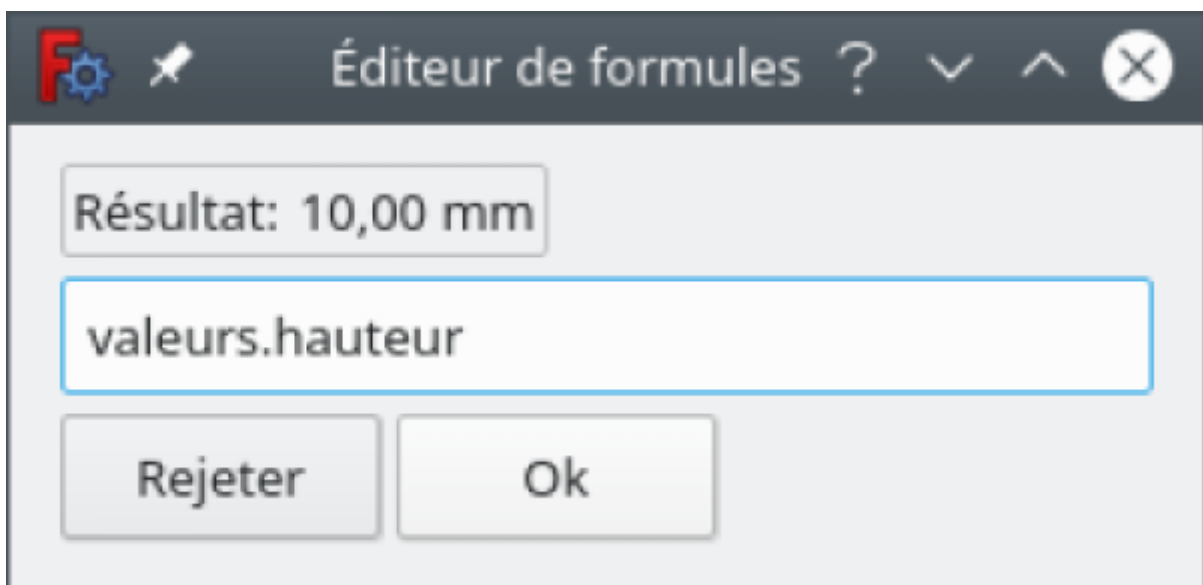 Éditeur de formules
Résultat: 10,00 mm
valeurs.hauteur
Rejeter Ok